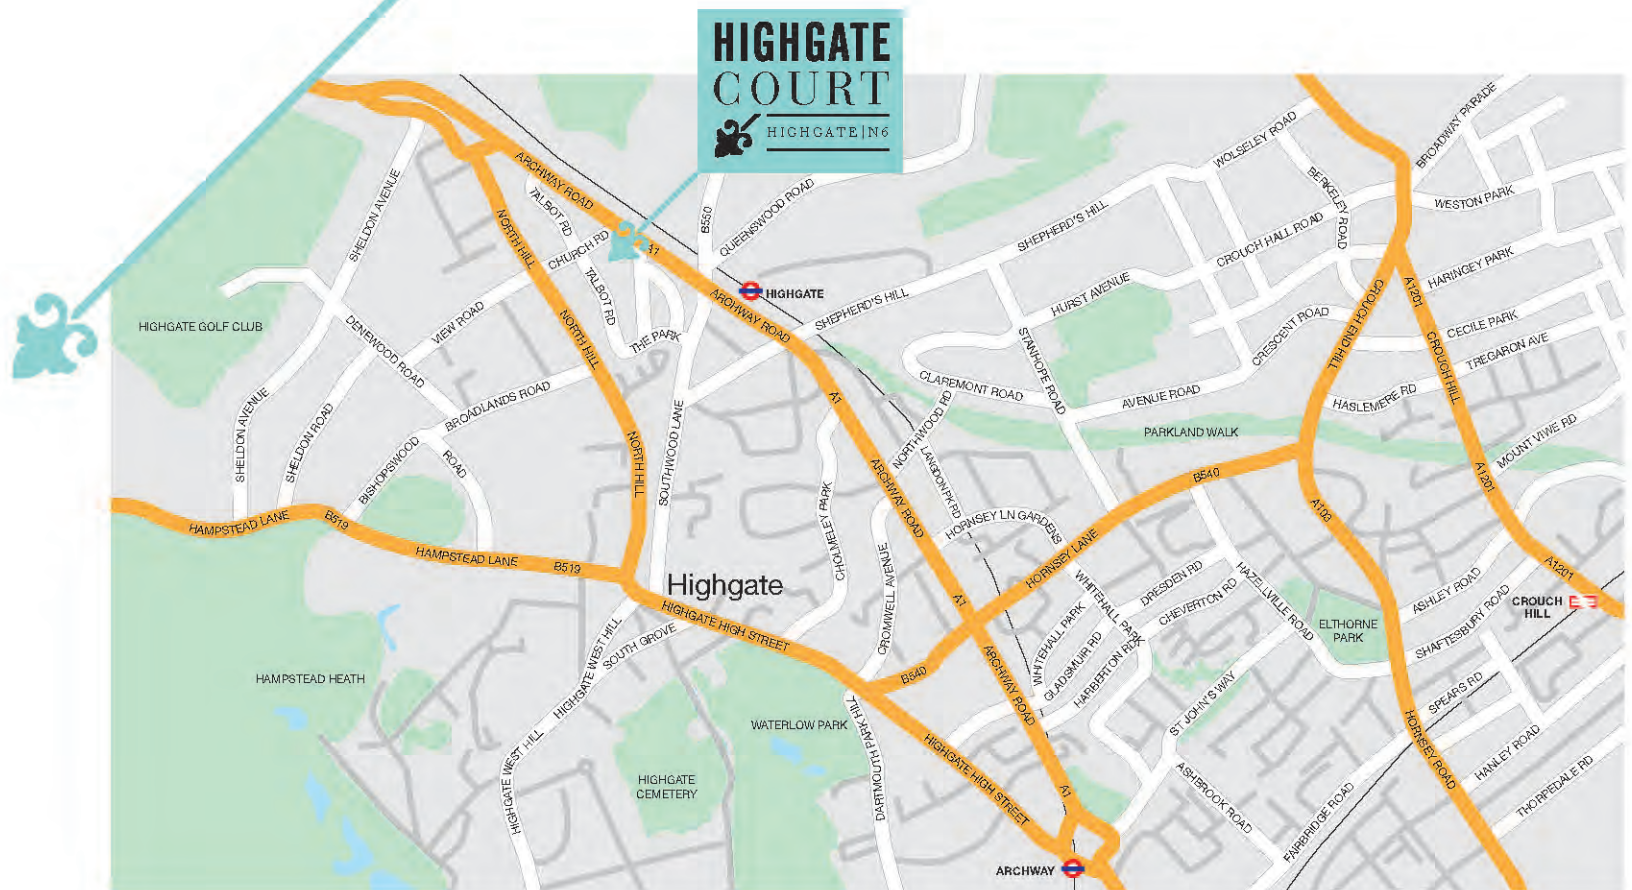 HIGHGATE
COURT
HIGHGATE|N6
BROADWAY PARADE
WOLSELEY ROAD
ARCHWAY ROAD
SHELDON AVENUE
TALBOT RD
BERKELEY ROAD
WESTON PARK
QUEENSWOOD ROAD
B550
NORTH HILL
CHURCH RD
A1
SHEPHERD'S HILL
CROUCH HALL ROAD
HARINGEY PARK
TALBOT RD
HIGHGATE
ARCHWAY ROAD
SHEPHERD'S HILL
HURST AVENUE
CROUCH END HILL
A1201
HIGHGATE GOLF CLUB
DENEWOOD ROAD
VIEW ROAD
NORTH HILL
THE PARK
STANHOPE ROAD
CRESCENT ROAD
CECILE PARK
CROUCH HILL
TREGARON AVE
SHELDON AVENUE
SHELDON ROAD
BROADLANDS ROAD
A1
CLAREMONT ROAD
AVENUE ROAD
HASLEMERE RD
BISHOPSWOOD
ROAD
NORTH HILL
SOUTHWOOD LANE
NORTHWOOD RD
PARKLAND WALK
MOUNT VIWE RD
ARCHWAY ROAD
LANGDON PK RD
B540
A1201
HAMPSTEAD LANE
B519
CHOLMELEY PARK
HORNSEY LN GARDENS
A103
HAMPSTEAD LANE
B519
Highgate
CROMWELL AVENUE
HORNSEY LANE
A1201
HIGHGATE HIGH STREET
A1
WHITEHALL PARK
DRESDEN RD
CHEVERTON RD
HAZELLVILLE ROAD
ASHLEY ROAD
CROUCH
HILL
ELTHORNE
PARK
SHAFTESBURY ROAD
HIGHGATE WEST HILL
SOUTH GROVE
B540
ARCHWAY ROAD
WHITEHALL PARK
GLADSMUIR RD
HARBERTON RD
HAMPSTEAD HEATH
ST JOHN'S WAY
SPEARS RD
WATERLOW PARK
DARTMOUTH PARK HILL
HIGHGATE HIGH STREET
HIGHGATE WEST HILL
HIGHGATE
CEMETERY
A1
ASHBROOK ROAD
HORNSEY ROAD
HANLEY ROAD
THORPEDALE RD
FAIRBRIDGE ROAD
ARCHWAY